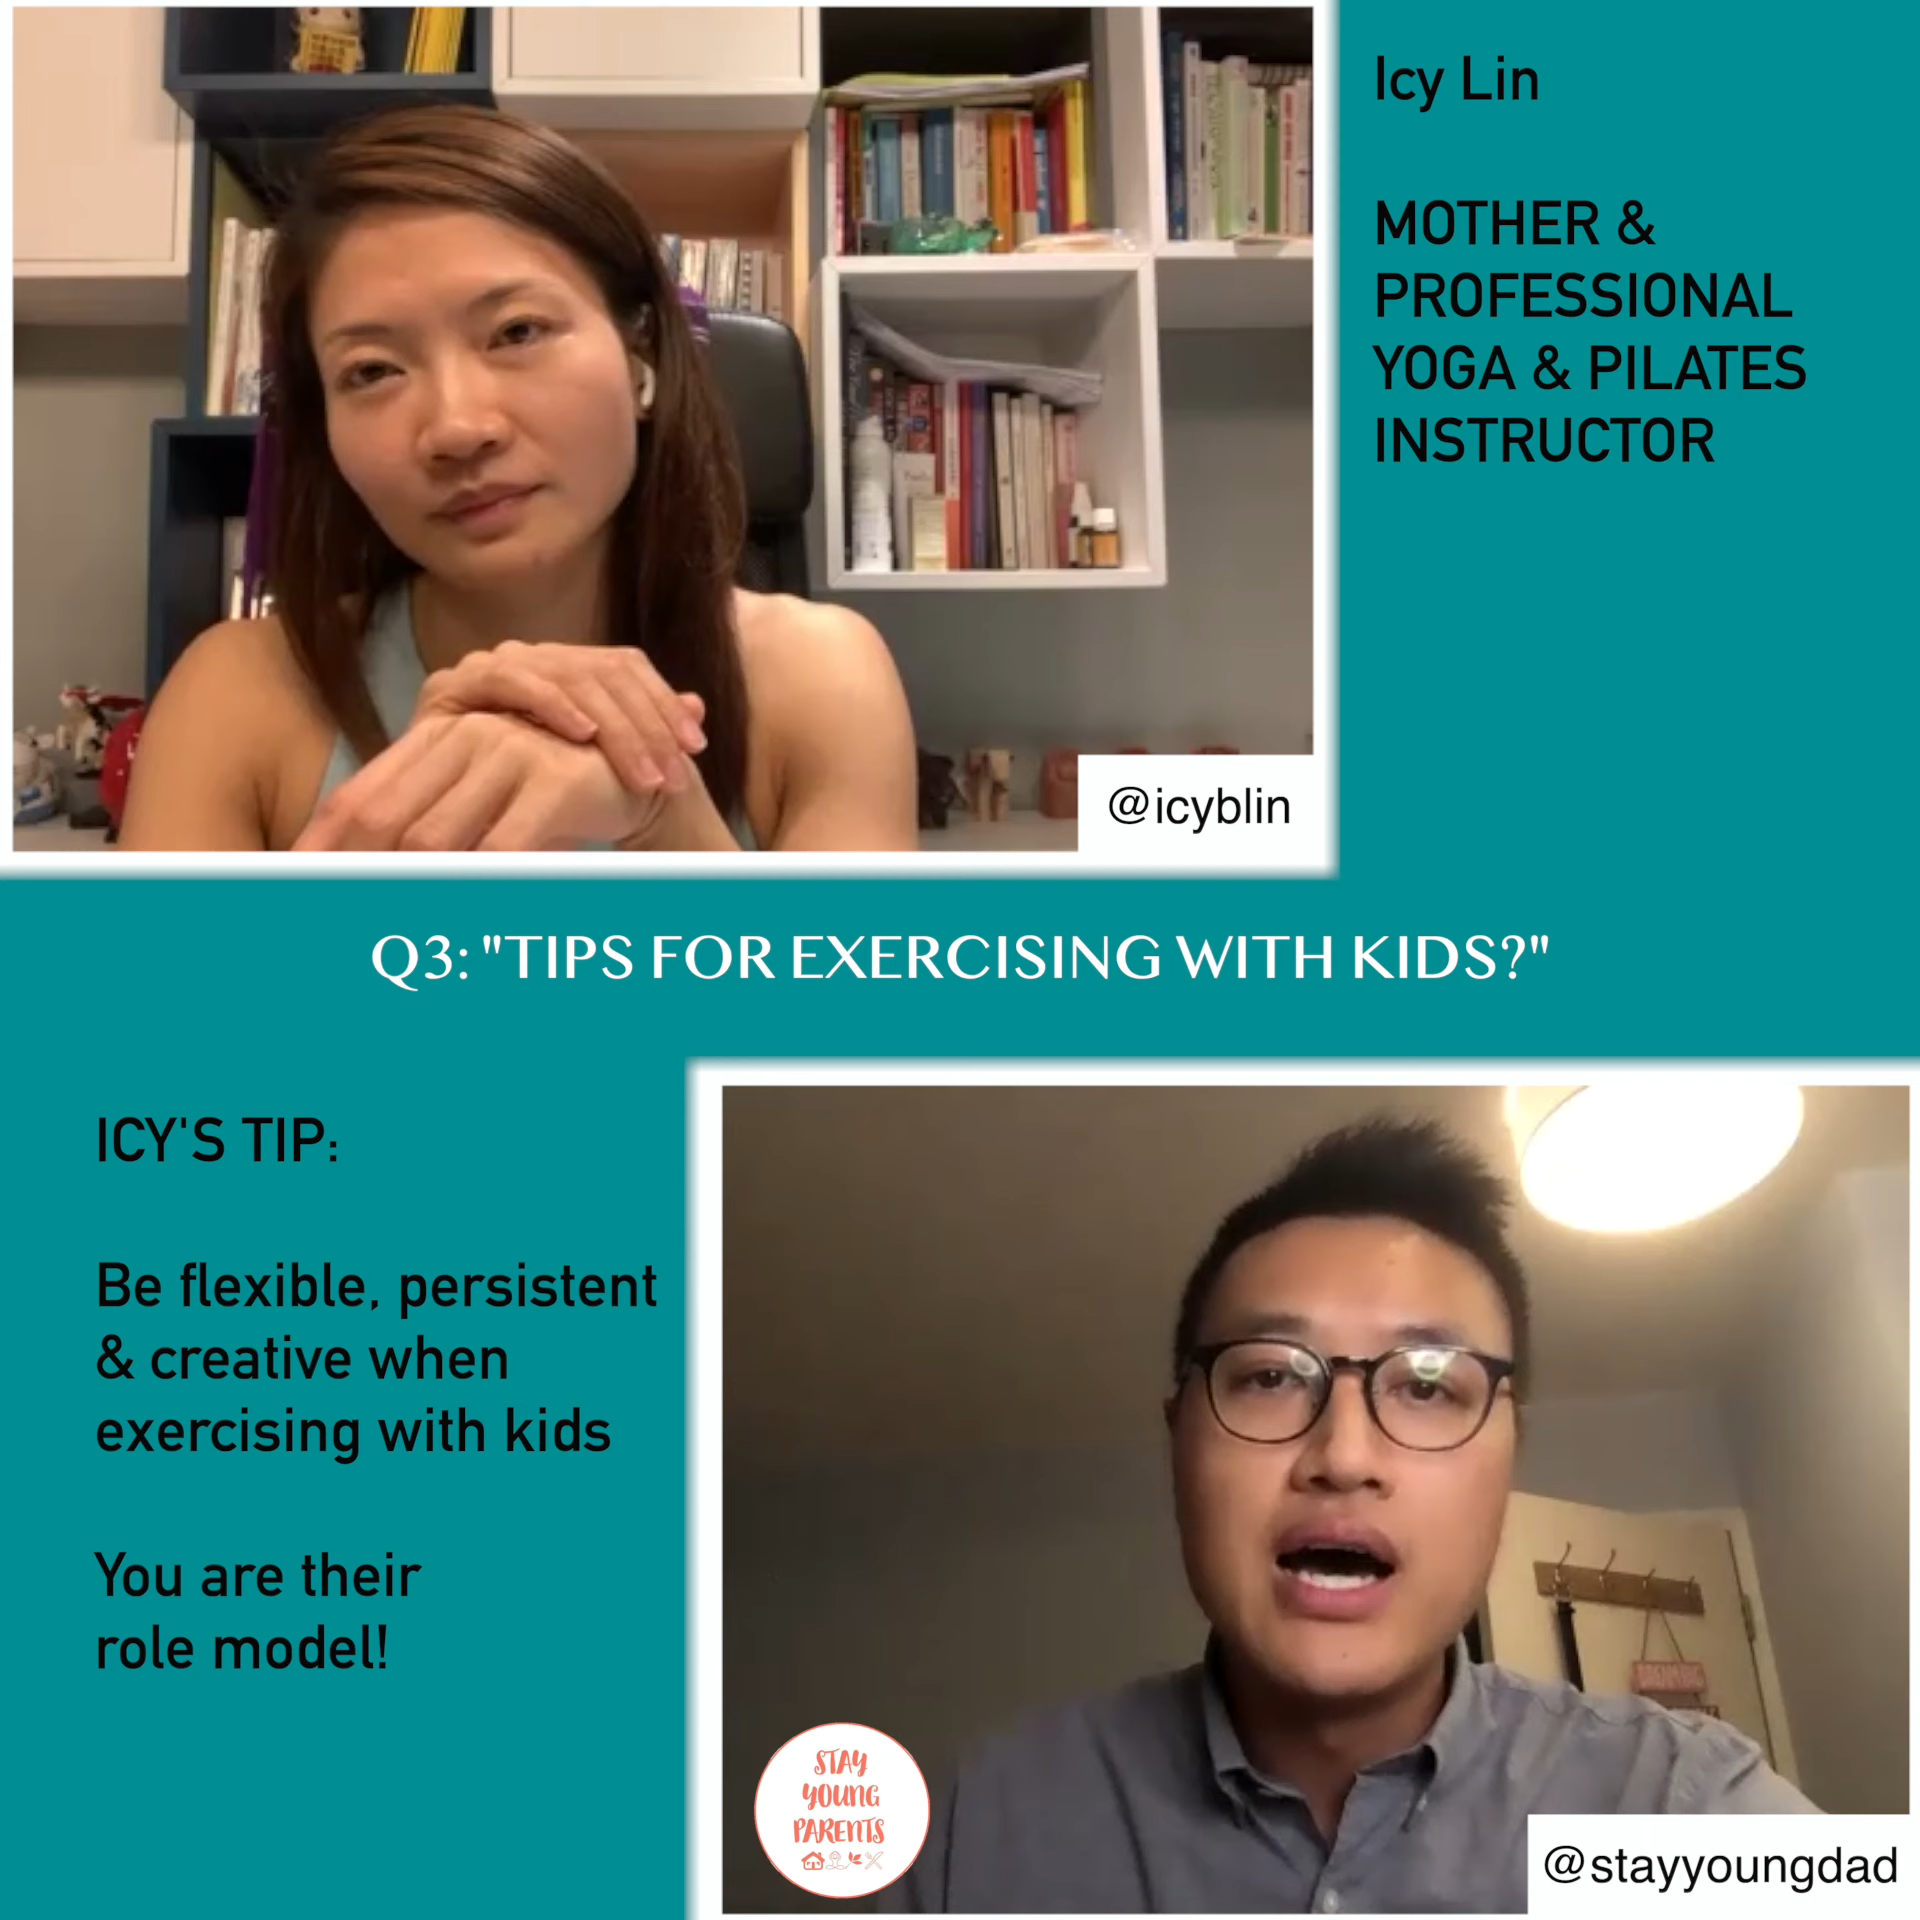 Icy Lin
MOTHER &
PROFESSIONAL
YOGA & PILATES
INSTRUCTOR
@icyblin
Q3: "TIPS FOR EXERCISING WITH KIDS?"
ICY'S TIP:
Be flexible, persistent
& creative when
exercising with kids
You are their
role model!
STAY
YOUNG
PARENTS
@stayyoungdad